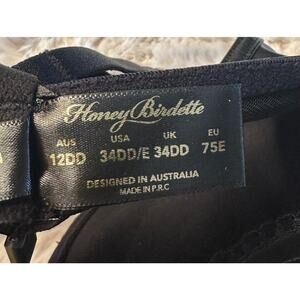 Honey Birdette
AUS USA UK EU
12DD 34DD/E 34DD 75E
DESIGNED IN AUSTRALIA
MADE IN P.R.C